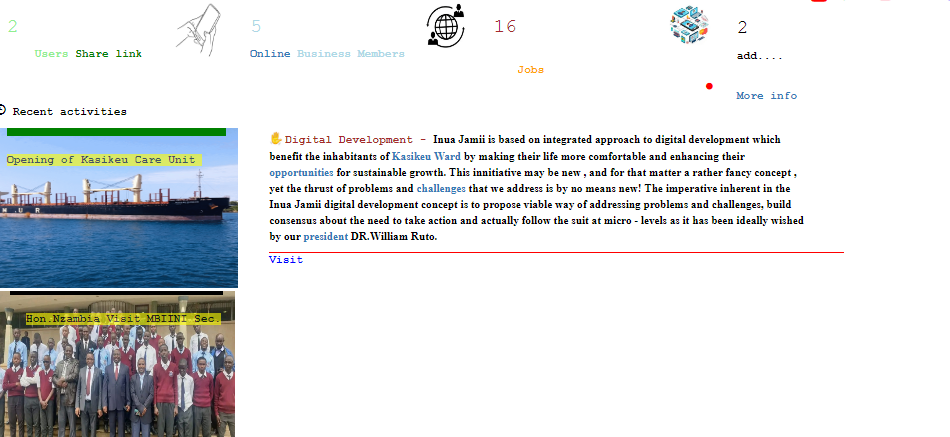 2
5
16
2
Users Share link
Online Business Members
add....
Jobs
More info
Recent activities
Opening of Kasikeu Care Unit
M U R
Hon.Nzambia Visit MBIINI Sec.
✋Digital Development - Inua Jamii is based on integrated approach to digital development which
benefit the inhabitants of Kasikeu Ward by making their life more comfortable and enhancing their
opportunities for sustainable growth. This innitiative may be new , and for that matter a rather fancy concept ,
yet the thrust of problems and challenges that we address is by no means new! The imperative inherent in the
Inua Jamii digital development concept is to propose viable way of addressing problems and challenges, build
consensus about the need to take action and actually follow the suit at micro - levels as it has been ideally wished
by our president DR.William Ruto.
Visit